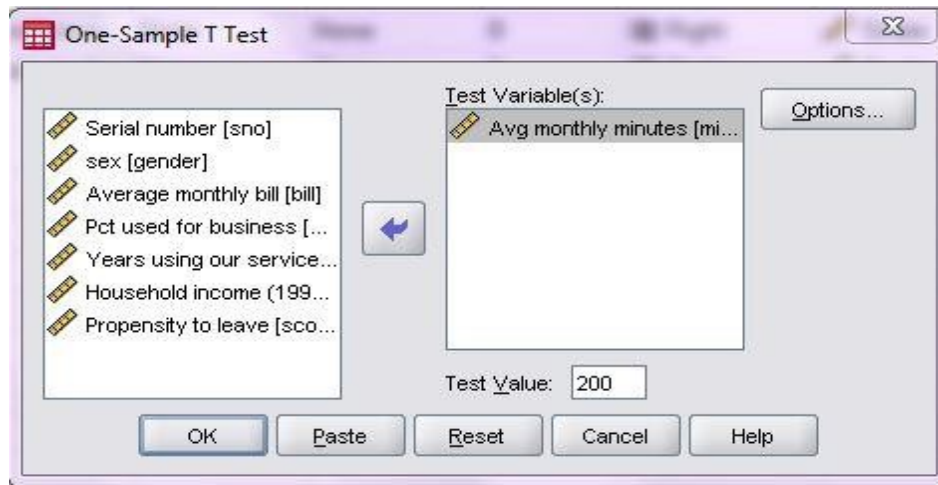 One-Sample T Test
Serial number [sno]
sex [gender]
Average monthly bill [bill]
Pct used for business [...
Years using our service...
Household income (199...
Propensity to leave [sco...
Test Variable(s):
Avg monthly minutes [mi...
Options...
Test Value: 200
OK Paste Reset Cancel Help